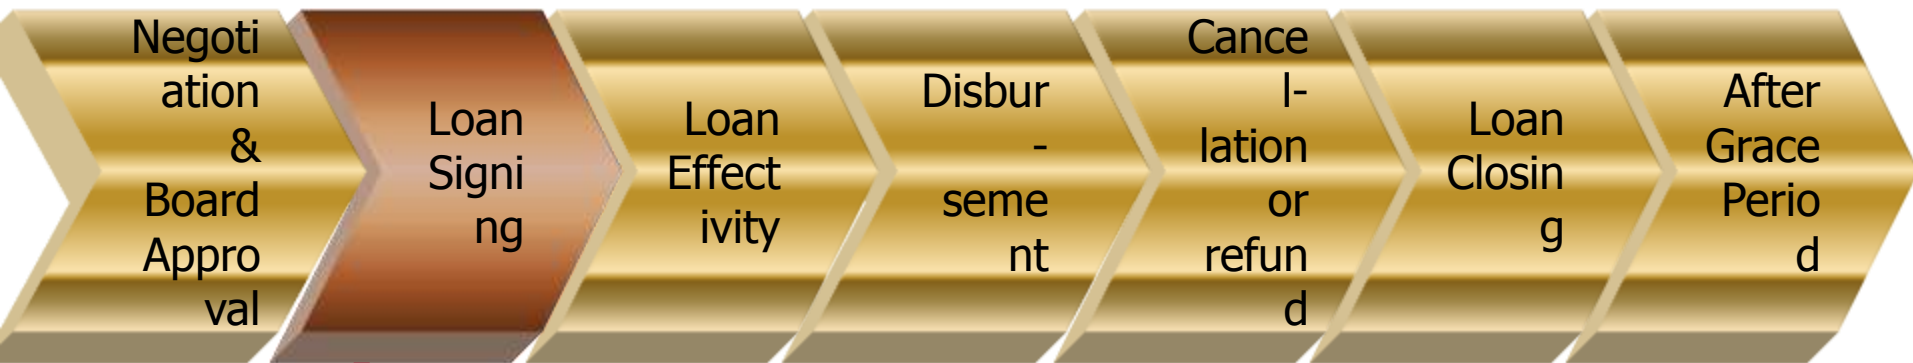 Negoti
ation
&
Board
Appro
val
Loan
Signi
ng
Loan
Effect
ivity
Disbur
-
seme
nt
Cance
l-
lation
or
refun
d
Loan
Closin
g
After
Grace
Perio
d